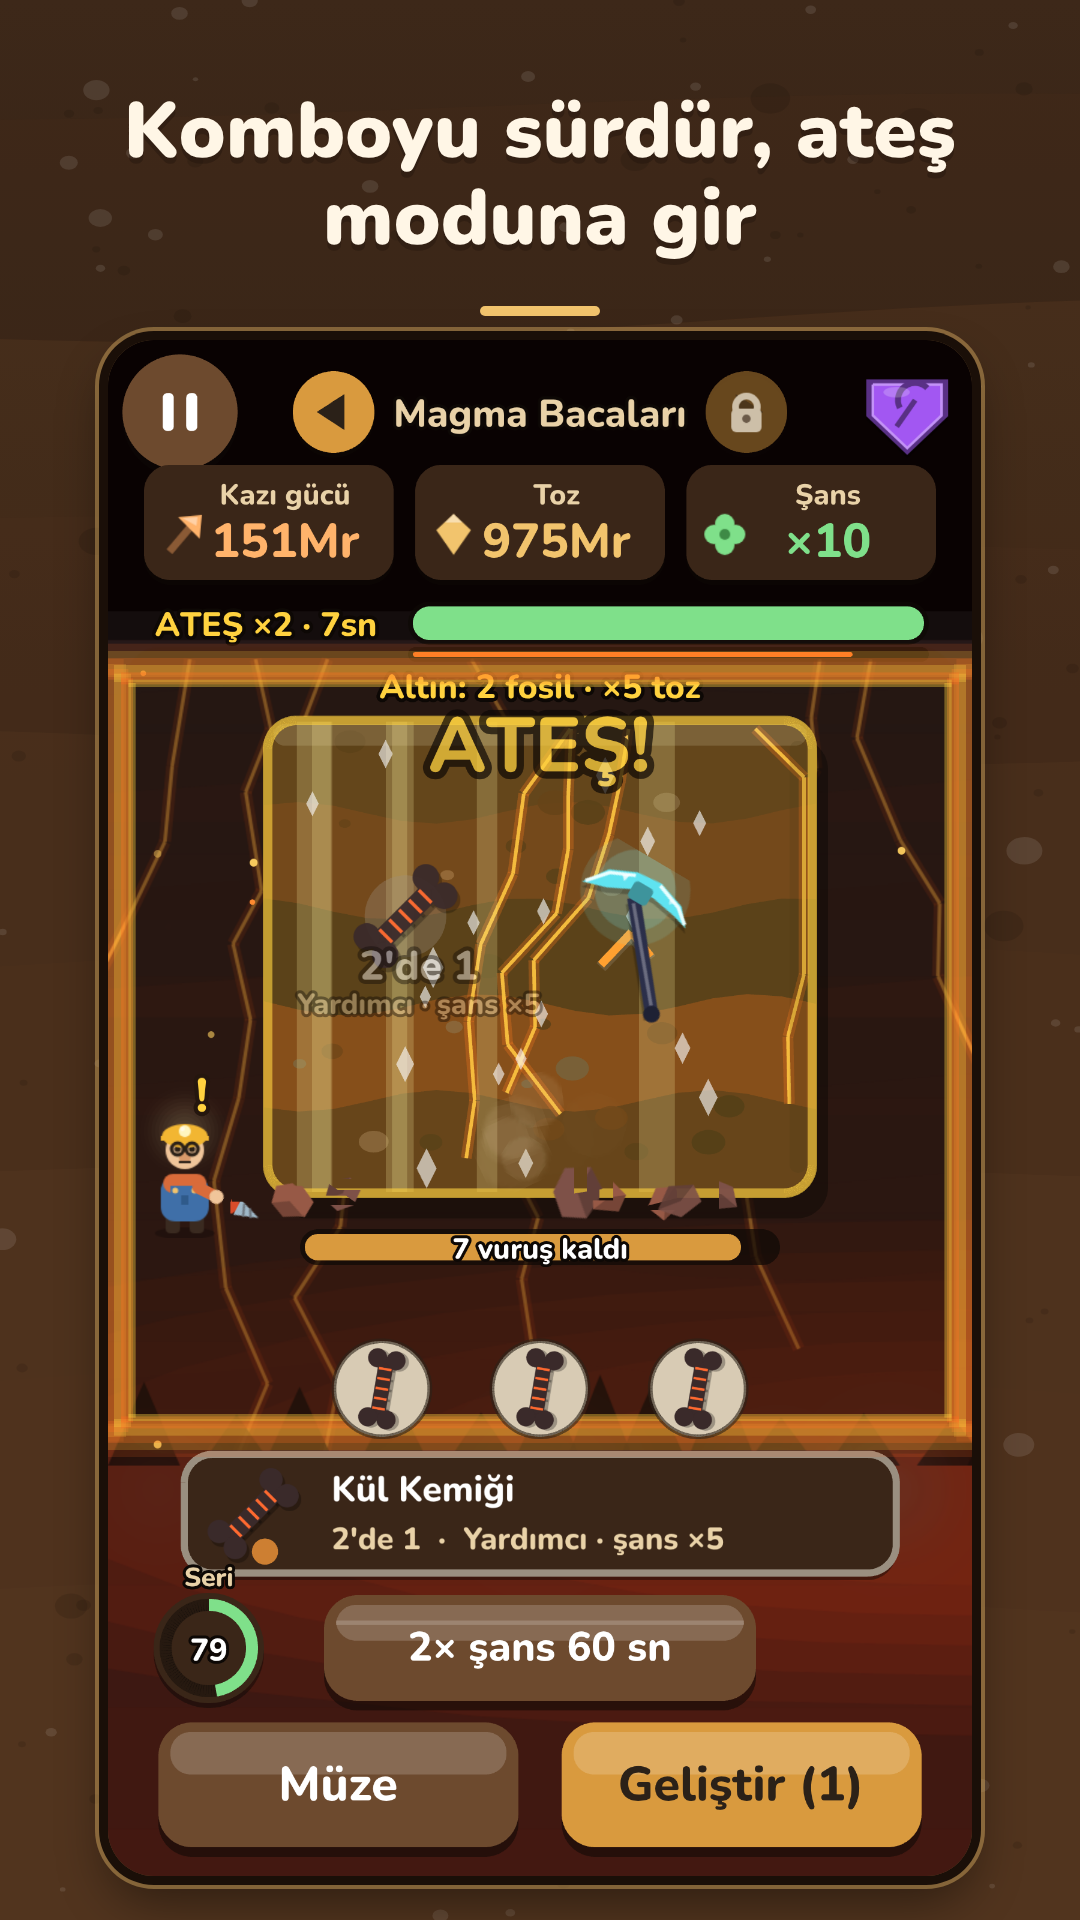 Komboyu sürdür, ateş
moduna gir
Magma Bacaları
Kazı gücü
151Mr
Toz
975Mr
Şans
×10
ATEŞ ×2 · 7sn
Altın: 2 fosil · ×5 toz
ATEŞ!
2'de 1
Yardımcı · şans ×5
!
7 vuruş kaldı
Kül Kemiği
2'de 1 · Yardımcı · şans ×5
Seri
79
2× şans 60 sn
Müze
Geliştir (1)